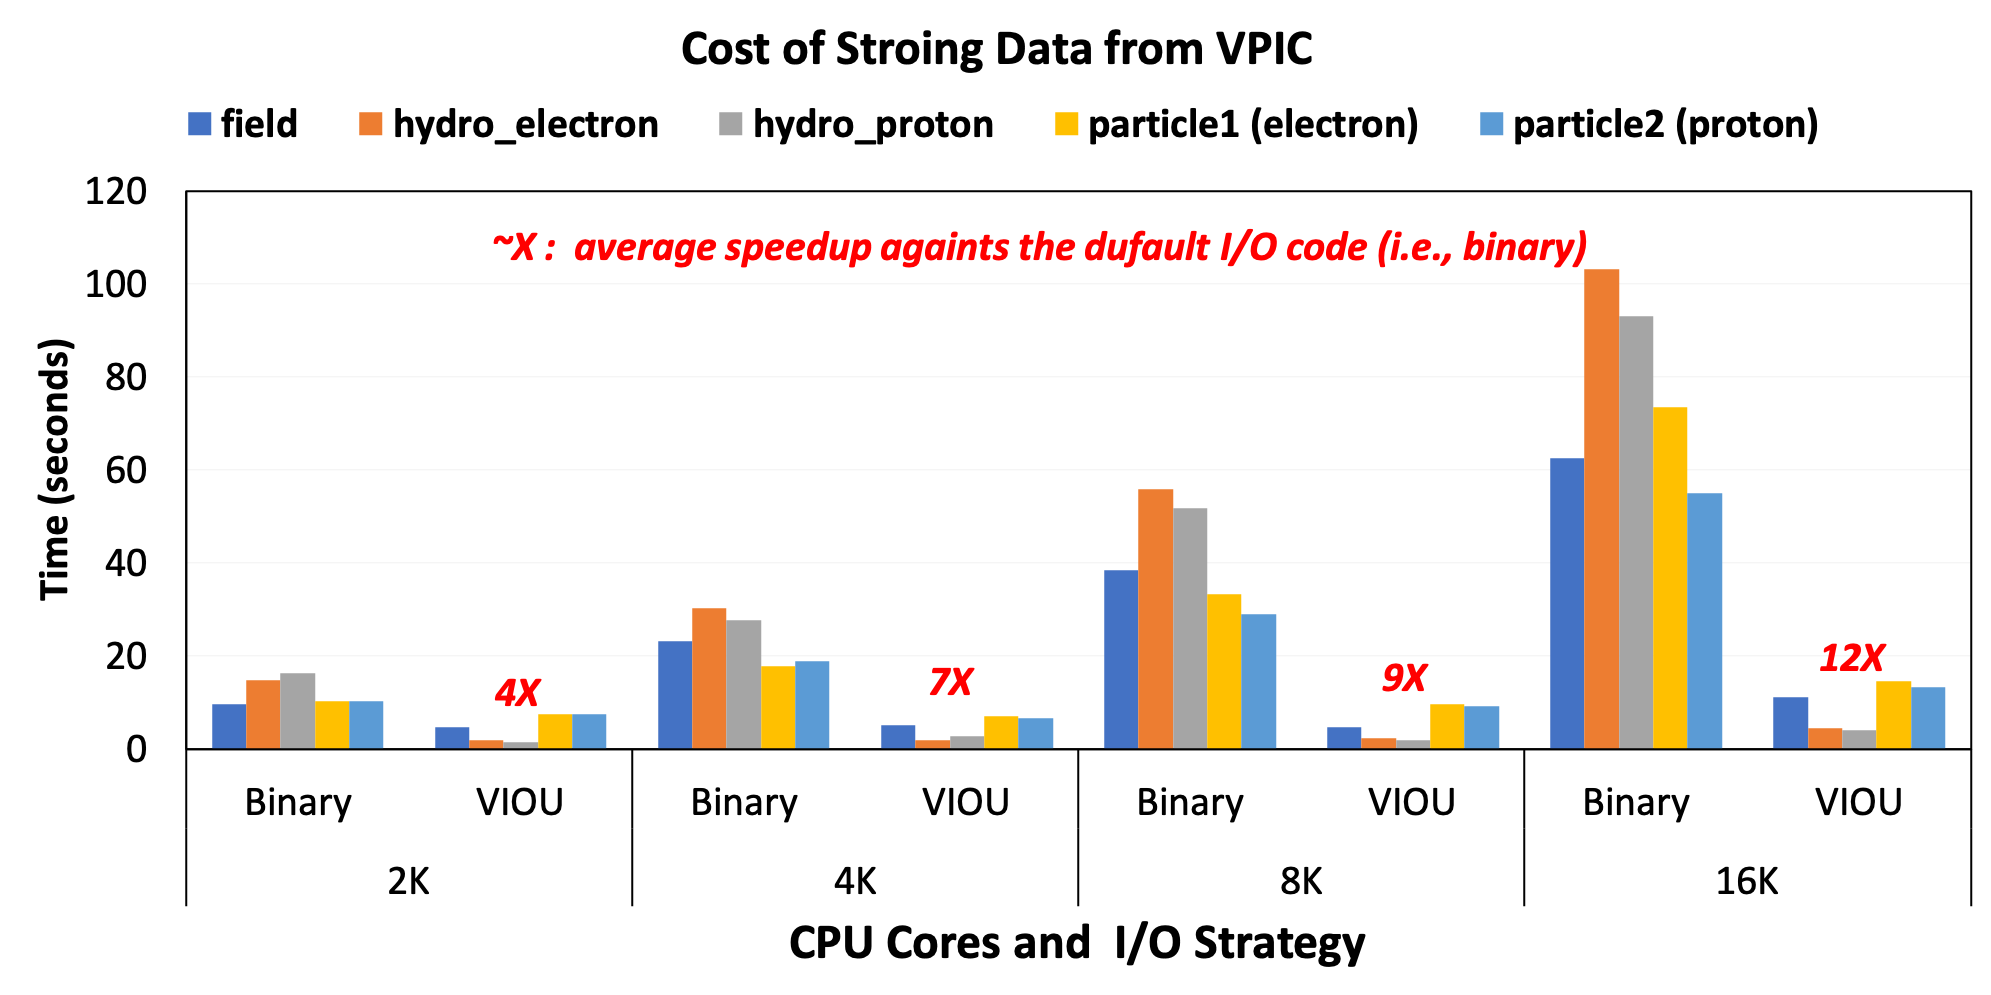 Cost of Stroing Data from VPIC
field hydro_electron hydro_proton particle1 (electron) particle2 (proton)
120
~X : average speedup againts the dufault I/O code (i.e., binary)
100
80
Time (seconds)
60
40
20
0
4X
7X
9X
12X
Binary VIOU Binary VIOU Binary VIOU Binary VIOU
2K 4K 8K 16K
CPU Cores and I/O Strategy